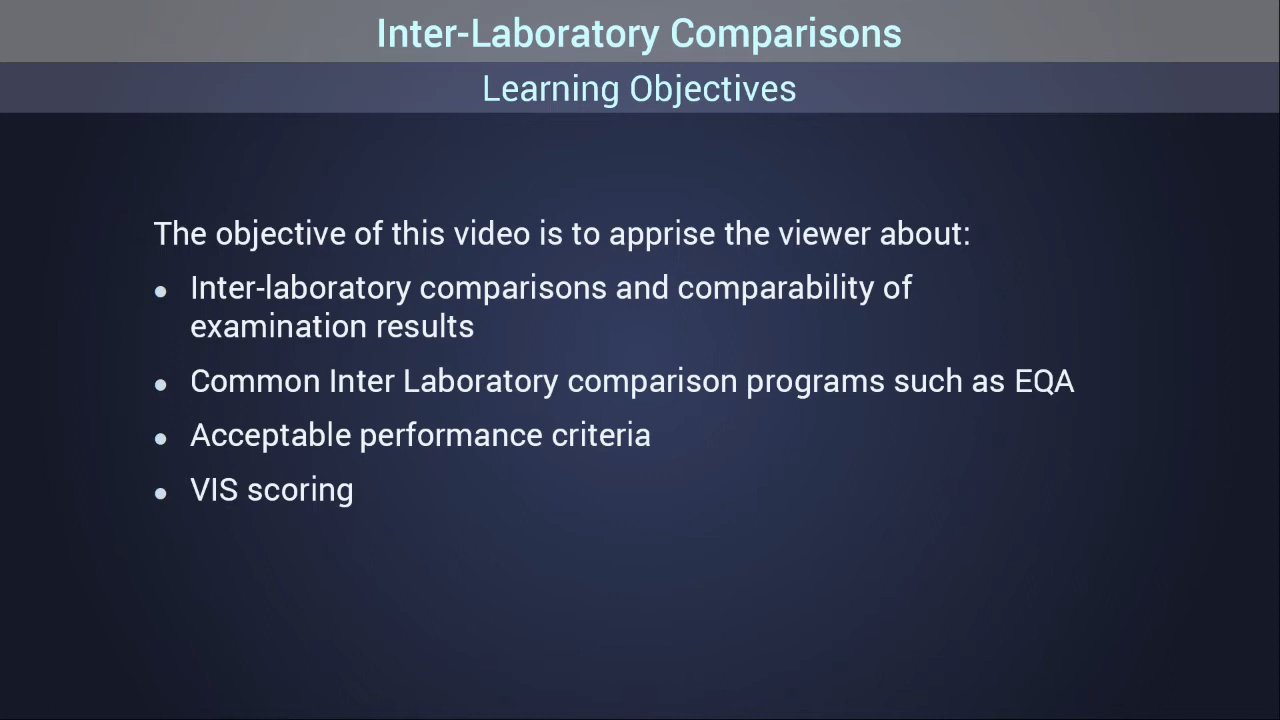 Inter-Laboratory Comparisons
Learning Objectives
The objective of this video is to apprise the viewer about:
● Inter-laboratory comparisons and comparability of
examination results
● Common Inter Laboratory comparison programs such as EQA
● Acceptable performance criteria
● VIS scoring